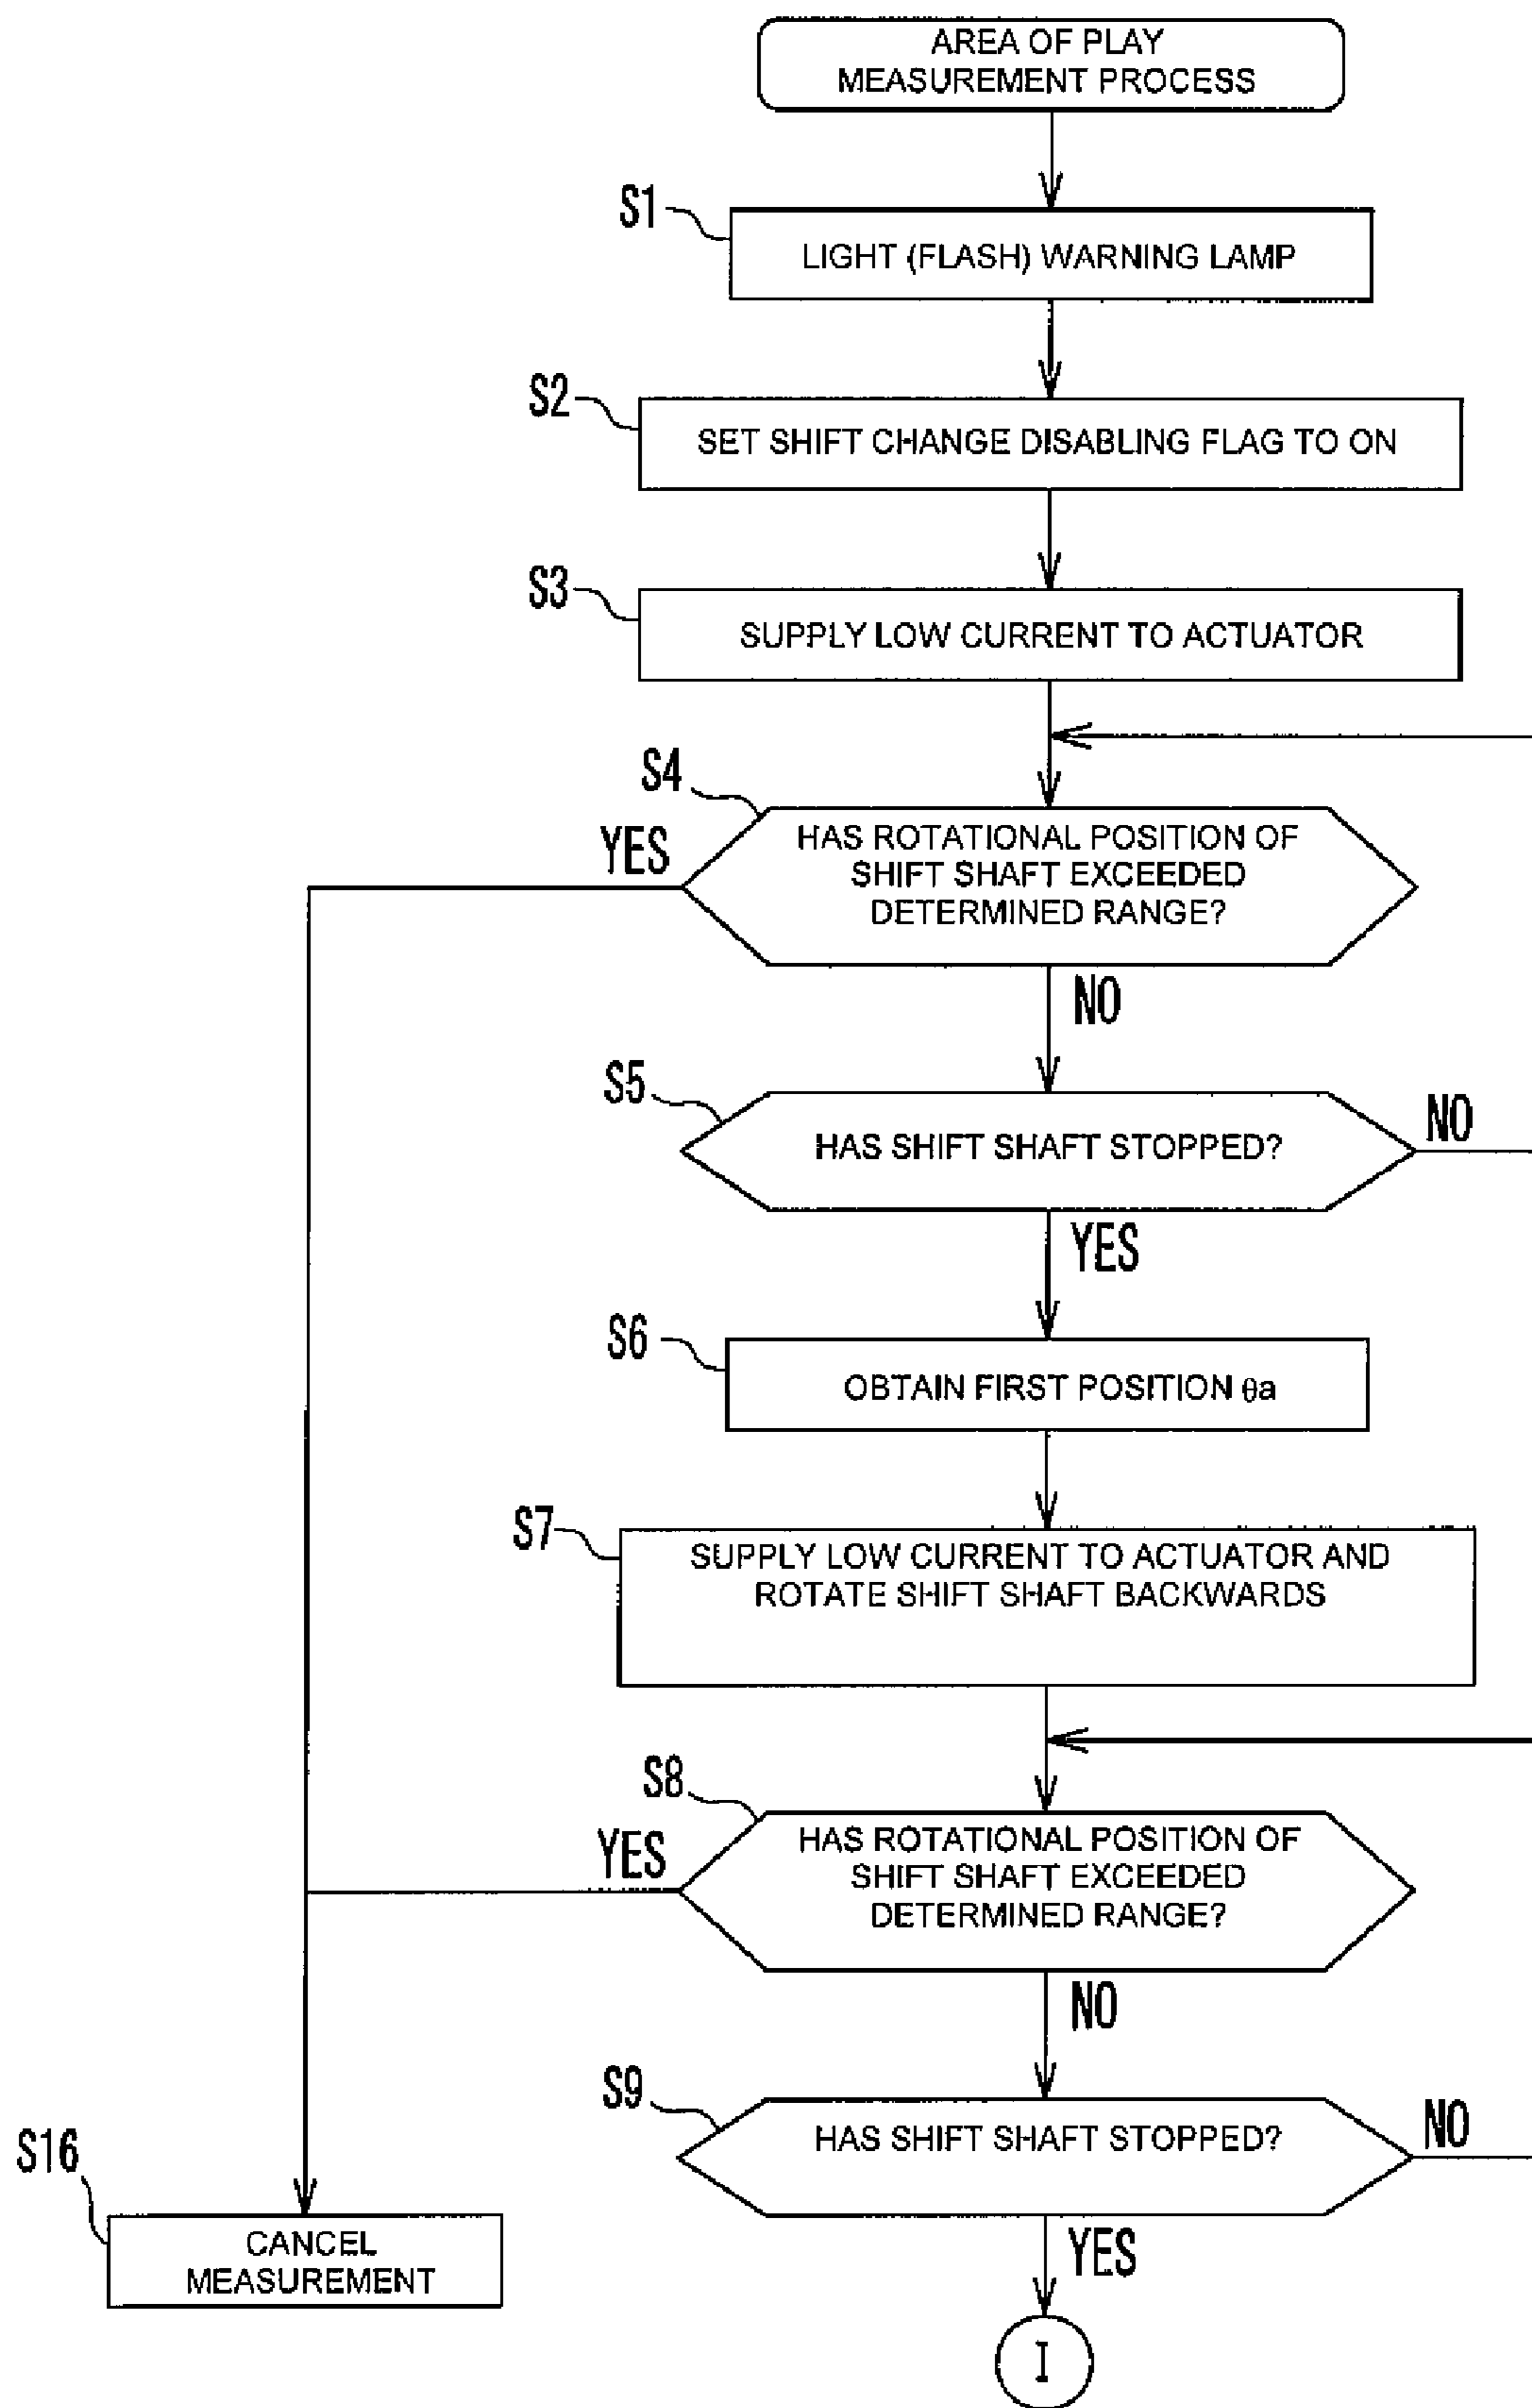 AREA OF PLAY
MEASUREMENT PROCESS
S1
LIGHT (FLASH) WARNING LAMP
S2
SET SHIFT CHANGE DISABLING FLAG TO ON
S3
SUPPLY LOW CURRENT TO ACTUATOR
S4
YES
HAS ROTATIONAL POSITION OF
SHIFT SHAFT EXCEEDED
DETERMINED RANGE?
NO
S5
HAS SHIFT SHAFT STOPPED?
NO
YES
S6
OBTAIN FIRST POSITION θa
S7
SUPPLY LOW CURRENT TO ACTUATOR AND
ROTATE SHIFT SHAFT BACKWARDS
S8
YES
HAS ROTATIONAL POSITION OF
SHIFT SHAFT EXCEEDED
DETERMINED RANGE?
NO
S9
HAS SHIFT SHAFT STOPPED?
NO
S16
CANCEL
MEASUREMENT
YES
I